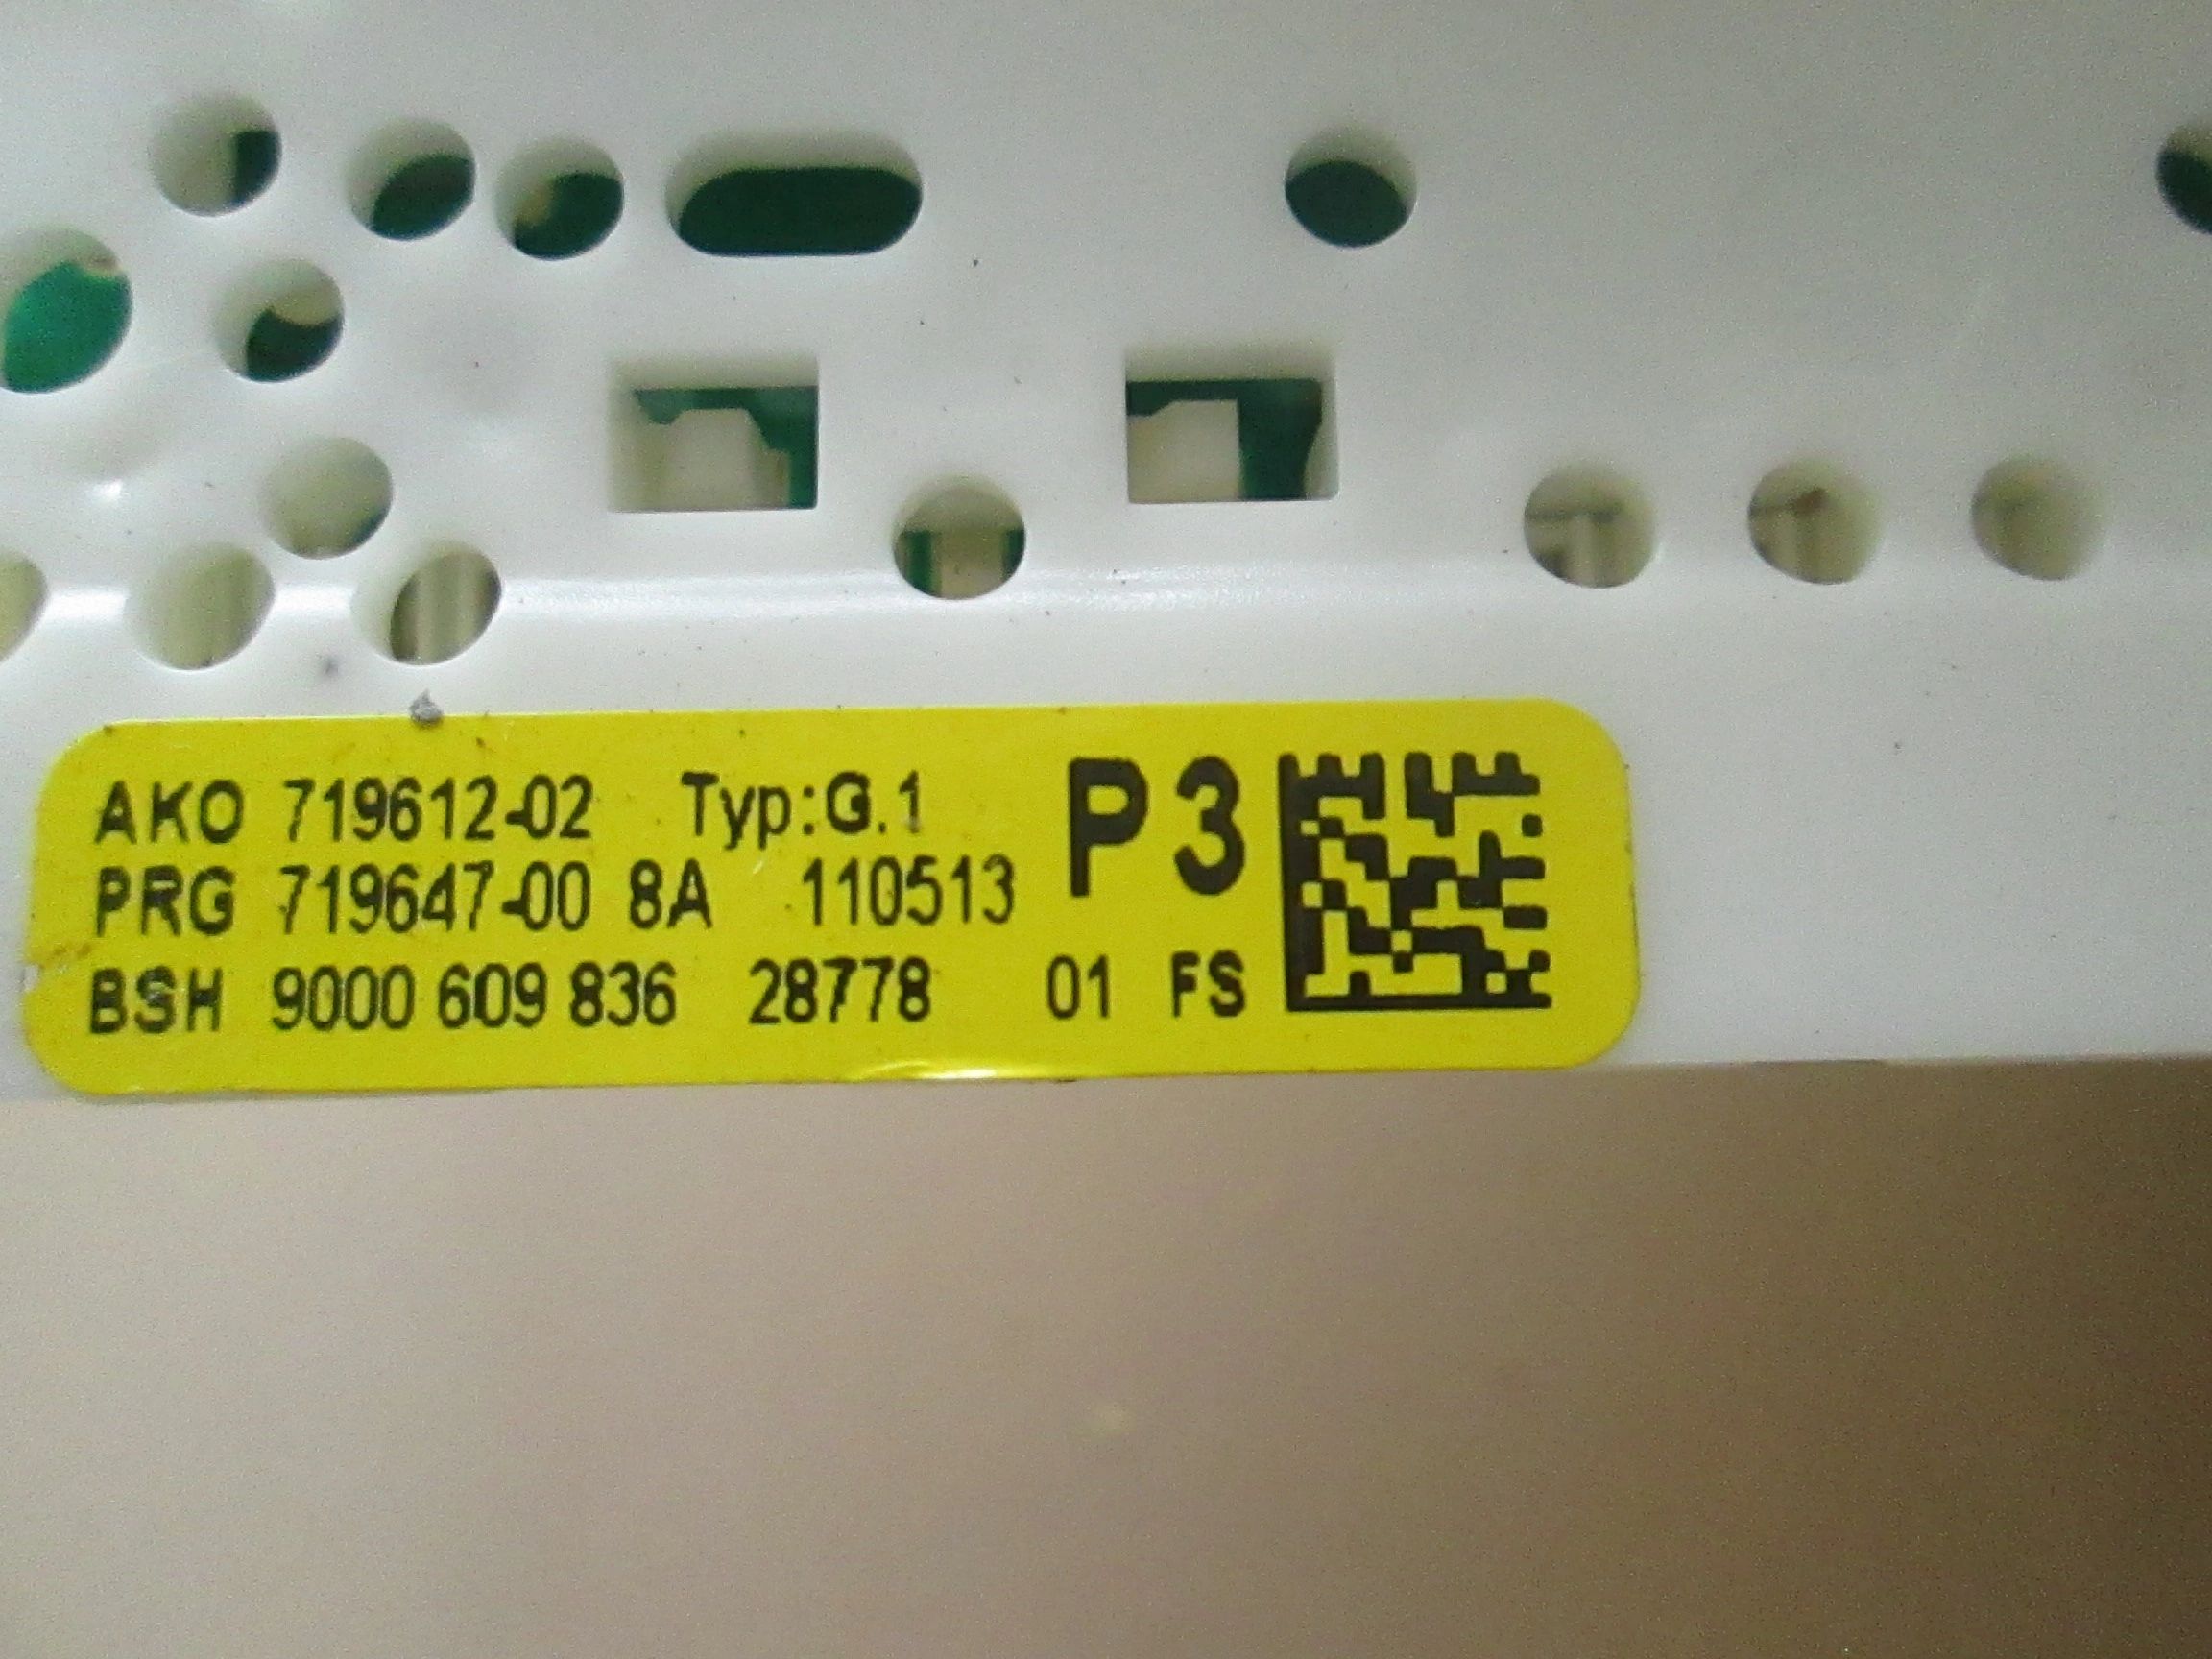 AKO 719612-02 Typ:G.1 P3
PRG 719647-00 8A 110513
BSH 9000 609 836 28778 01 FS